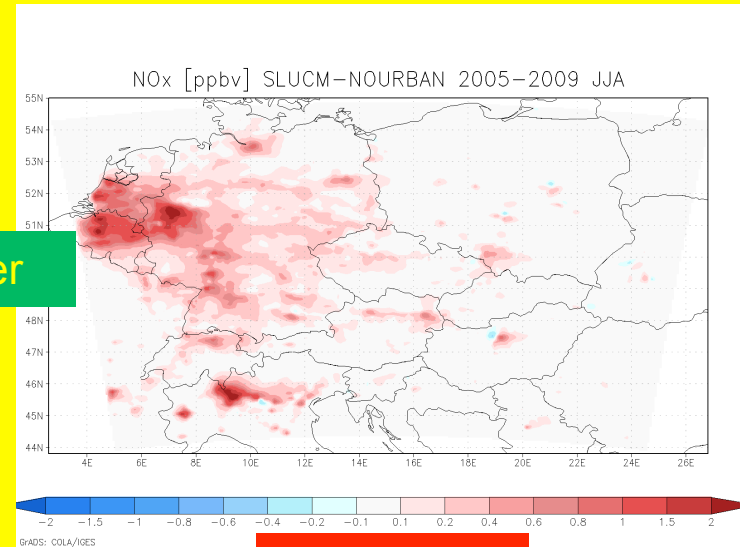 NOx [ppbv] SLUCM-NOURBAN 2005-2009 JJA
55N
54N
53N
52N
51N
er
48N
47N
46N
45N
44N
4E 6E 8E 10E 12E 14E 16E 18E 20E 22E 24E 26E
-2 -1.5 -1 -0.8 -0.6 -0.4 -0.2 -0.1 0.1 0.2 0.4 0.6 0.8 1 1.5 2
GrADS: COLA/IGES